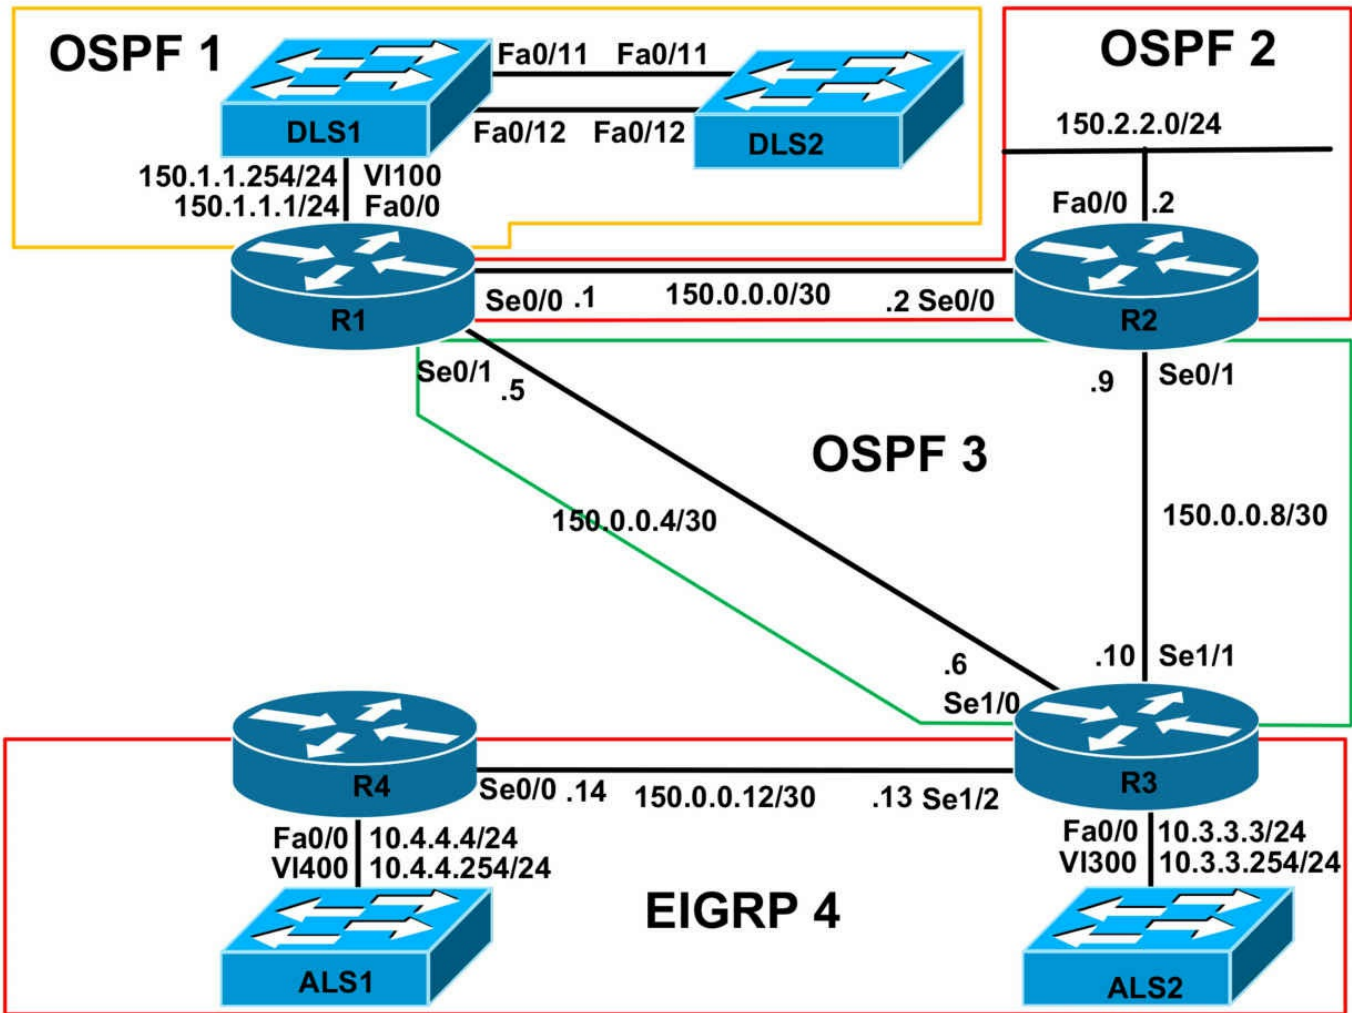 OSPF 1
Fa0/11 Fa0/11
OSPF 2
DLS1
Fa0/12 Fa0/12
DLS2
150.2.2.0/24
150.1.1.254/24 Vl100
150.1.1.1/24 Fa0/0
Fa0/0 .2
R1
Se0/0 .1 150.0.0.0/30 .2 Se0/0
R2
Se0/1
.5
.9 Se0/1
OSPF 3
150.0.0.4/30
150.0.0.8/30
.6
Se1/0
.10 Se1/1
R4
Se0/0 .14 150.0.0.12/30 .13 Se1/2
R3
Fa0/0 10.4.4.4/24
Vl400 10.4.4.254/24
Fa0/0 10.3.3.3/24
Vl300 10.3.3.254/24
EIGRP 4
ALS1
ALS2